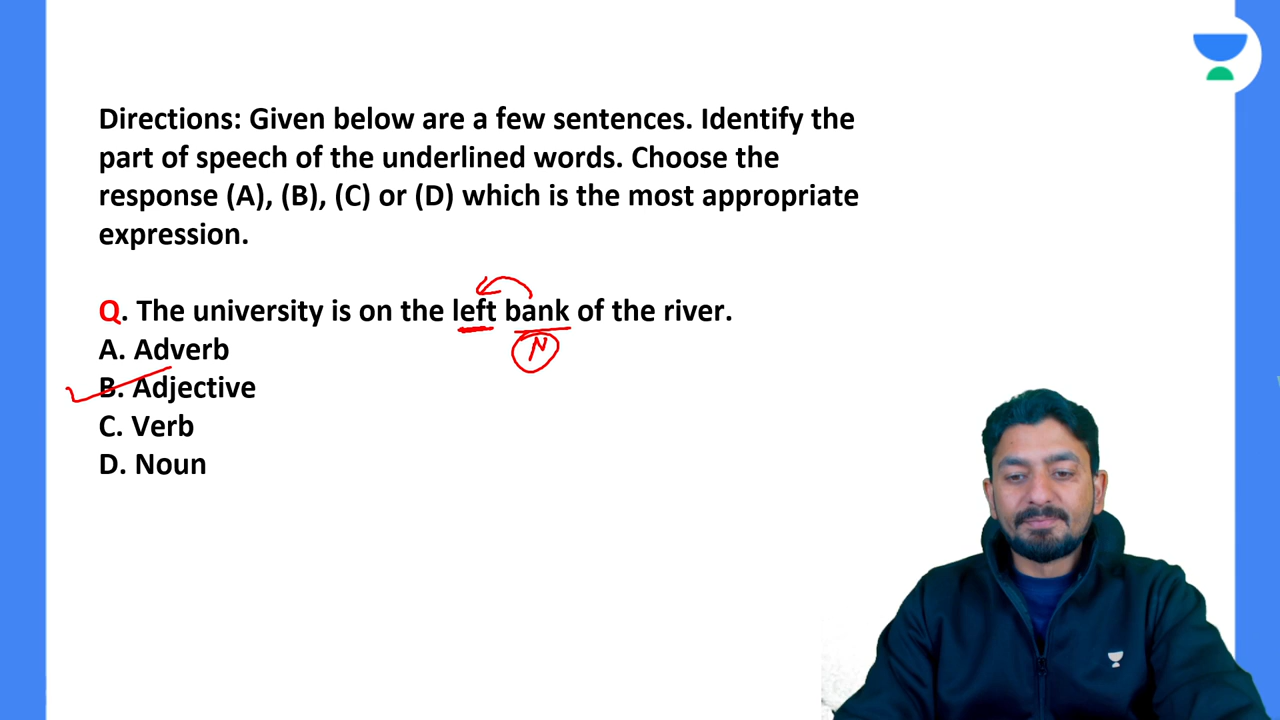 Directions: Given below are a few sentences. Identify the
part of speech of the underlined words. Choose the
response (A), (B), (C) or (D) which is the most appropriate
expression.
Q. The university is on the left bank of the river.
N
A. Adverb
B. Adjective
C. Verb
D. Noun